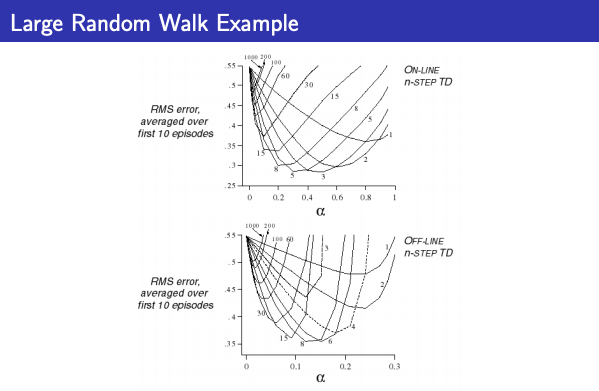 Large Random Walk Example
1000 200
100
60
30
15
8
5
1
2
3
5
8
15
.55
.5
.45
.4
.35
.3
.25
0 0.2 0.4 0.6 0.8 1
α
RMS error,
averaged over
first 10 episodes
ON-LINE
n-STEP TD
1000 200
100 60
3
1
2
4
6
8
15
30
.55
.5
.45
.4
.35
0 0.1 0.2 0.3
α
RMS error,
averaged over
first 10 episodes
OFF-LINE
n-STEP TD